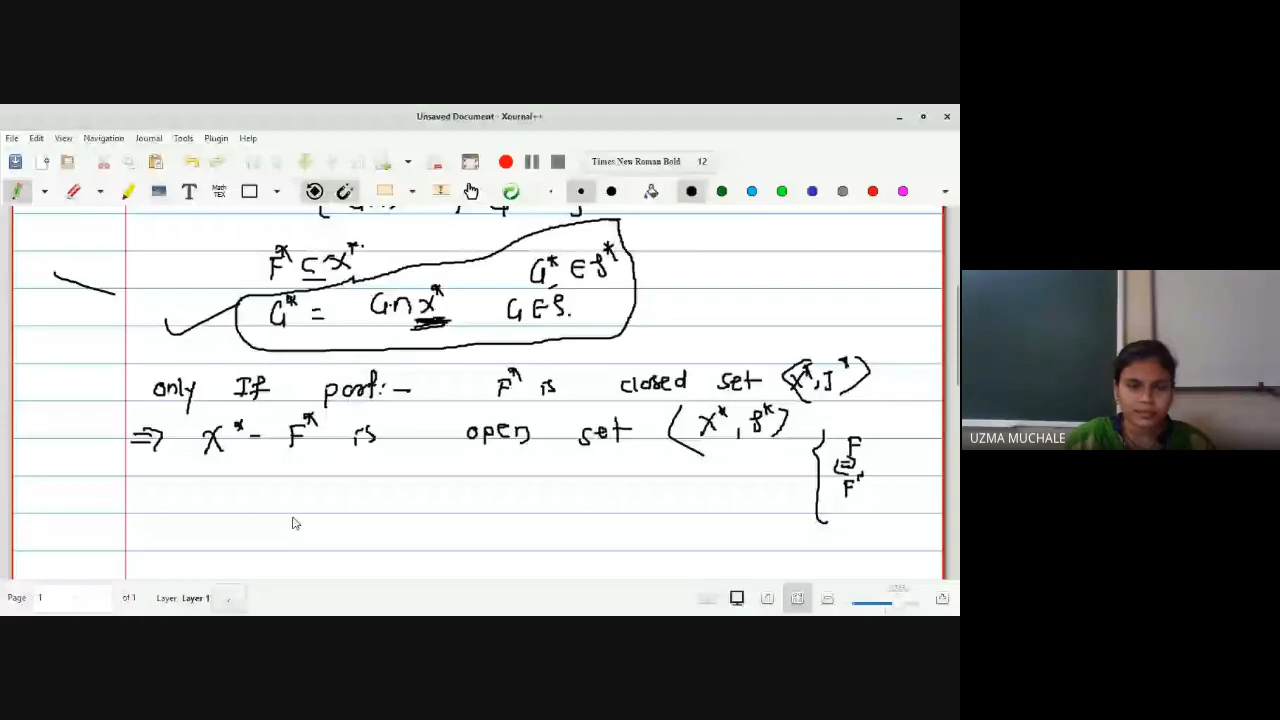 Unsaved Document - Xournal++
File Edit View Navigation Journal Tools Plugin Help
Times New Roman Bold 12
F* ⊆ X*.
G* ∈ J*
G* = G ∩ X* G ∈ J.
only If part:- F* is closed set (X*, J*)
⇒ X* - F* is open set (X*, J*)
F
⇔
F'
Page 1 of 1 Layer Layer 1
UZMA MUCHALE